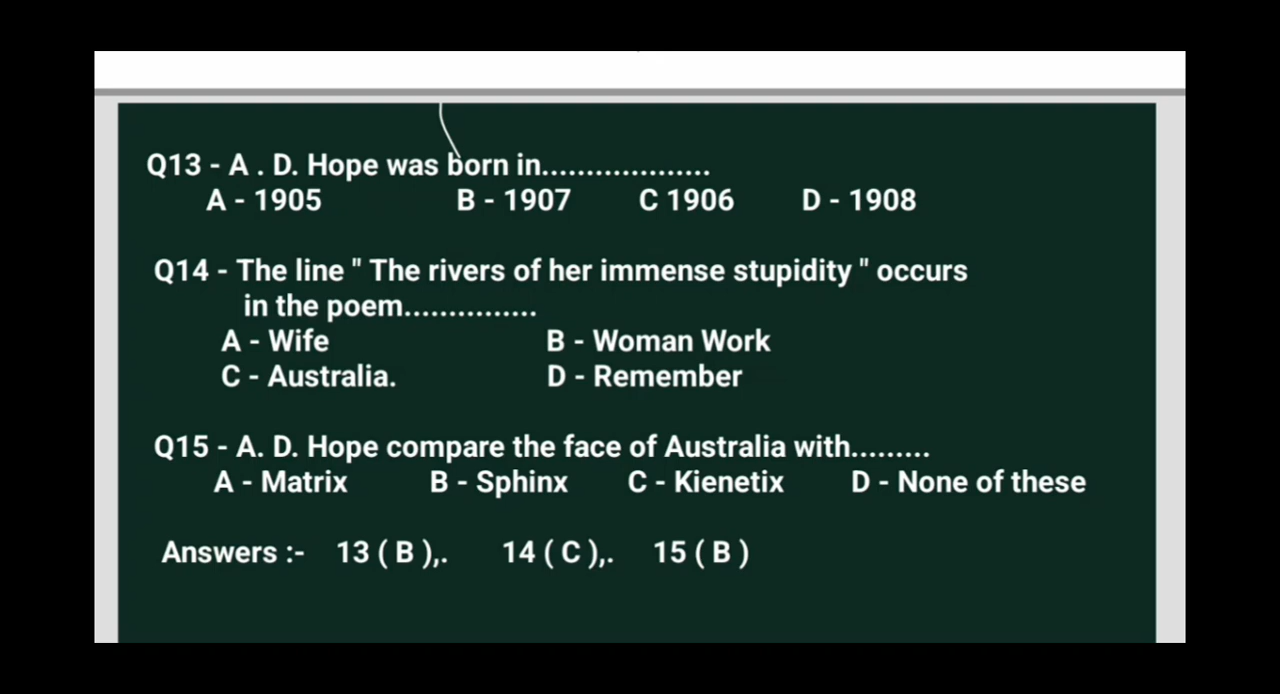 Q13 - A . D. Hope was born in...................
A - 1905 B - 1907 C 1906 D - 1908
Q14 - The line " The rivers of her immense stupidity " occurs
in the poem...............
A - Wife B - Woman Work
C - Australia. D - Remember
Q15 - A. D. Hope compare the face of Australia with.........
A - Matrix B - Sphinx C - Kienetix D - None of these
Answers :- 13 ( B ),. 14 ( C ),. 15 ( B )